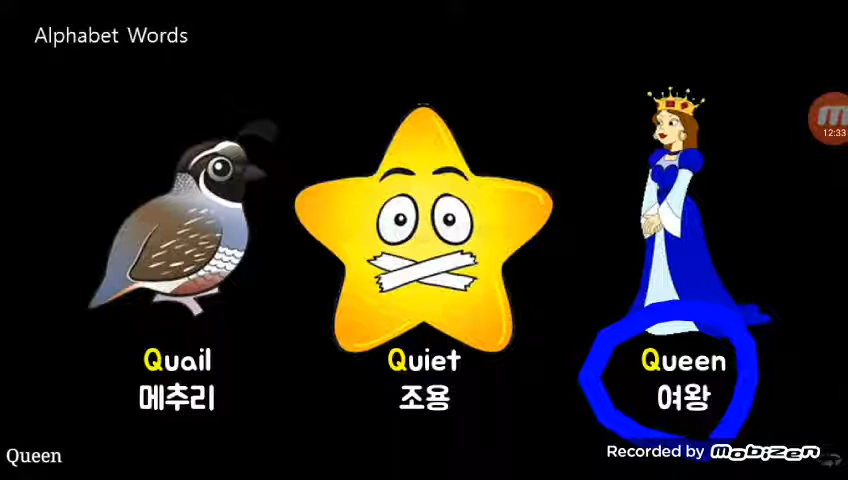 Alphabet Words
12:33
Quail
메추리
Quiet
조용
Queen
여왕
Queen
Recorded by mobizen